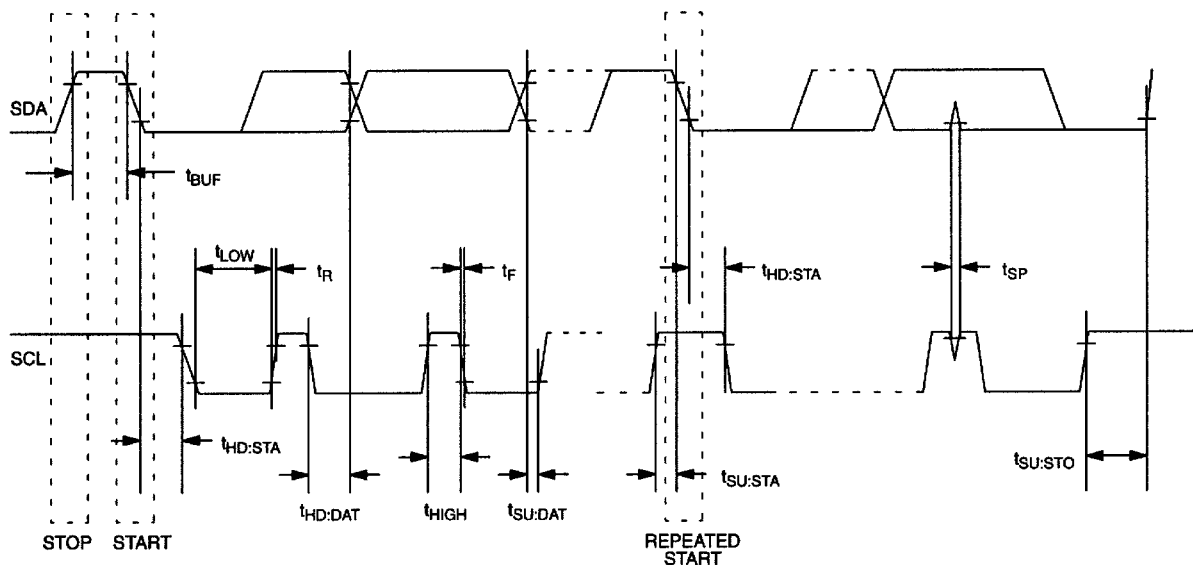 SDA
tBUF
tLOW
tR
tF
tHD:STA
tSP
SCL
tHD:STA
tHD:DAT
tHIGH
tSU:DAT
tSU:STA
tSU:STO
STOP
START
REPEATED
START